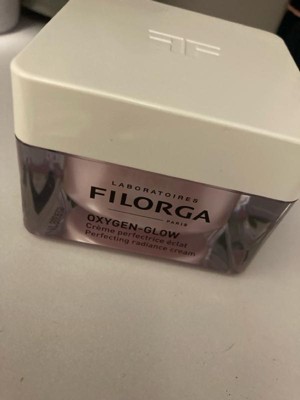 LABORATOIRES
FILORGA
PARIS
OXYGEN-GLOW
Crème perfectrice éclat
Perfecting radiance cream